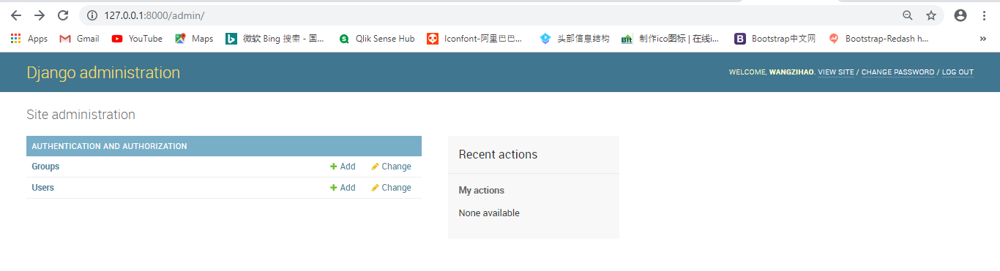 127.0.0.1:8000/admin/
Apps Gmail YouTube Maps 微软 Bing 搜索 - 国... Qlik Sense Hub Iconfont-阿里巴巴... 头部信息结构 制作ico图标 | 在线i... Bootstrap中文网 Bootstrap-Redash h... »
Django administration
WELCOME, WANGZIHAO. VIEW SITE / CHANGE PASSWORD / LOG OUT
Site administration
AUTHENTICATION AND AUTHORIZATION
Groups Add Change
Users Add Change
Recent actions
My actions
None available